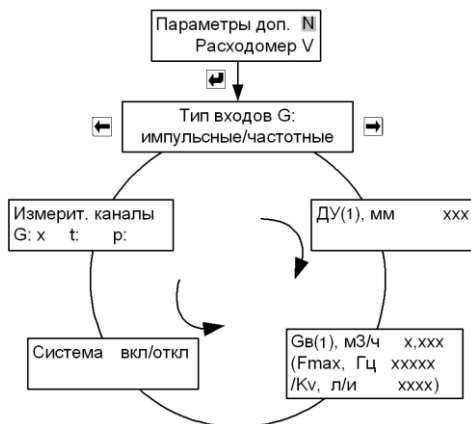 Параметры доп. N
Расходомер V
Тип входов G:
импульсные/частотные
Измерит. каналы
G: x t: p:
ДУ(1), мм xxx
Система вкл/откл
Gв(1), м3/ч x,xxx
(Fmax, Гц xxxxx
/Kv, л/и xxxx)